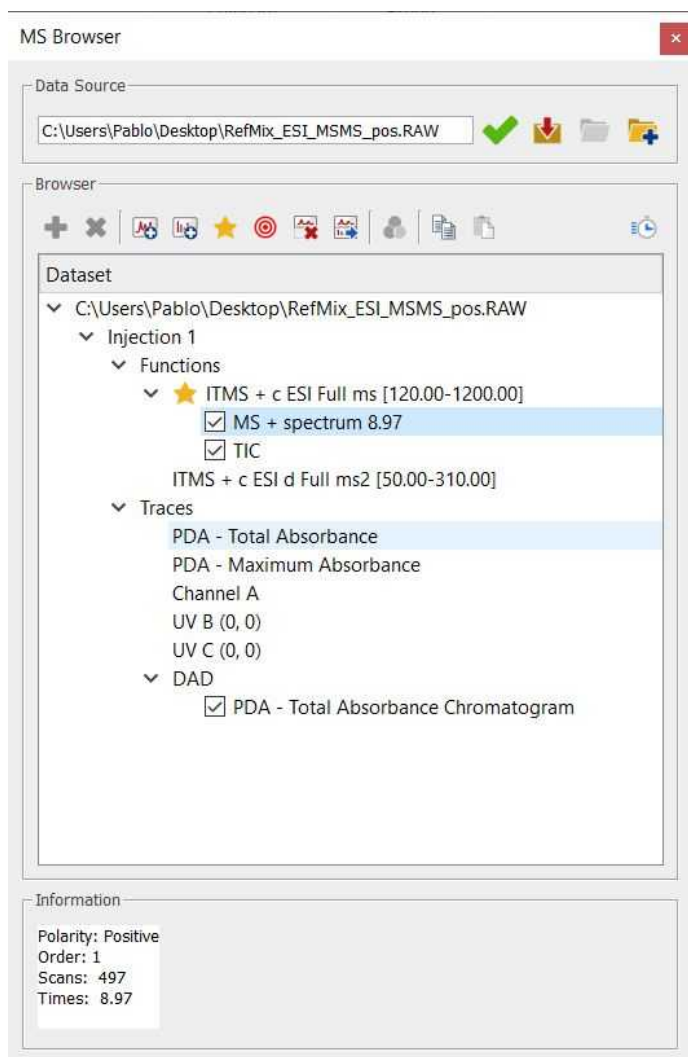 MS Browser
Data Source
C:\Users\Pablo\Desktop\RefMix_ESI_MSMS_pos.RAW
Browser
Dataset
C:\Users\Pablo\Desktop\RefMix_ESI_MSMS_pos.RAW
Injection 1
Functions
ITMS + c ESI Full ms [120.00-1200.00]
MS + spectrum 8.97
TIC
ITMS + c ESI d Full ms2 [50.00-310.00]
Traces
PDA - Total Absorbance
PDA - Maximum Absorbance
Channel A
UV B (0, 0)
UV C (0, 0)
DAD
PDA - Total Absorbance Chromatogram
Information
Polarity: Positive
Order: 1
Scans: 497
Times: 8.97